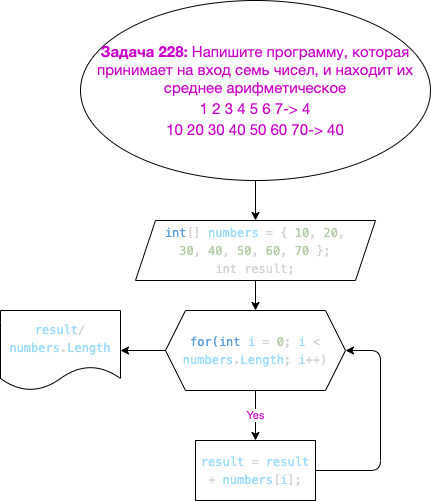 Задача 228: Напишите программу, которая
принимает на вход семь чисел, и находит их
среднее арифметическое
1 2 3 4 5 6 7-> 4
10 20 30 40 50 60 70-> 40
int[] numbers = { 10, 20,
30, 40, 50, 60, 70 };
int result;
for(int i = 0; i <
numbers.Length; i++)
result/
numbers.Length
Yes
result = result
+ numbers[i];